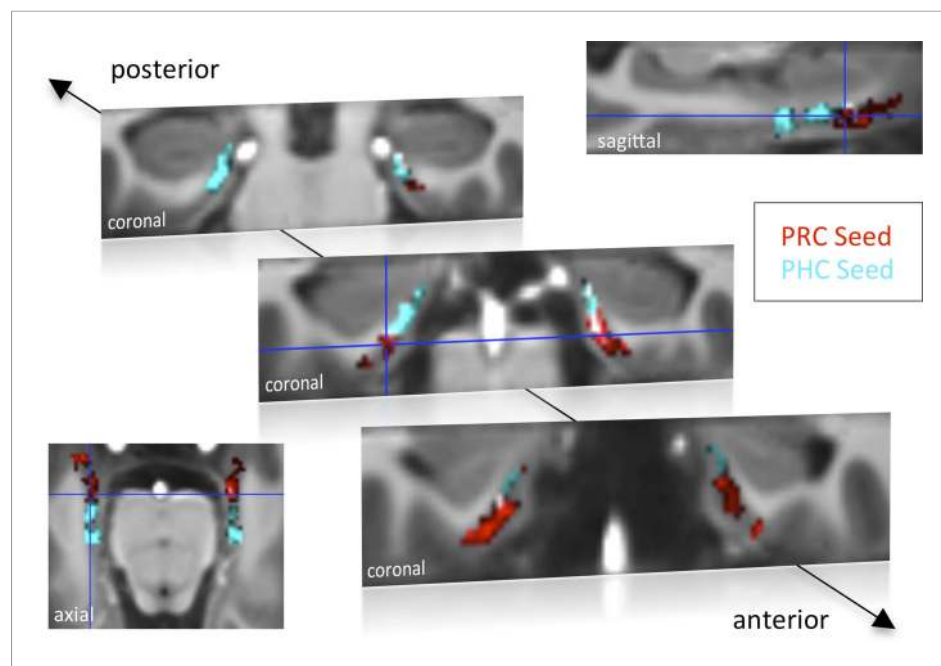 posterior
sagittal
coronal
PRC Seed
PHC Seed
coronal
axial
coronal
anterior